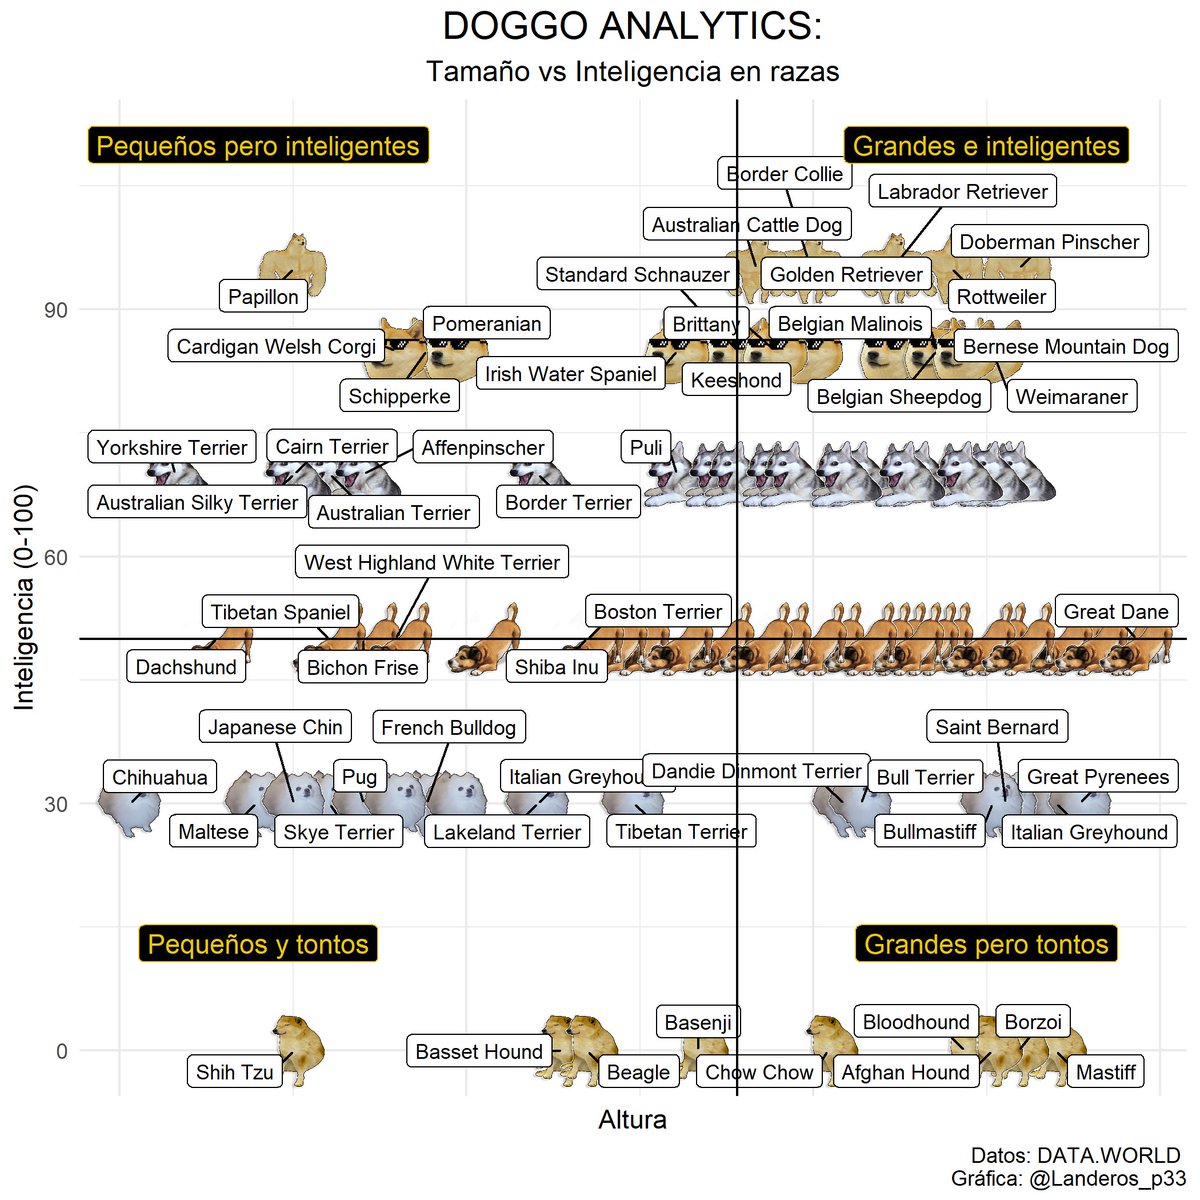 DOGGO ANALYTICS:
Tamaño vs Inteligencia en razas
Pequeños pero inteligentes
Grandes e inteligentes
Border Collie
Labrador Retriever
Australian Cattle Dog
Doberman Pinscher
Standard Schnauzer
Golden Retriever
Papillon
Rottweiler
90
Pomeranian
Brittany
Belgian Malinois
Cardigan Welsh Corgi
Bernese Mountain Dog
Irish Water Spaniel
Keeshond
Schipperke
Belgian Sheepdog
Weimaraner
Yorkshire Terrier
Cairn Terrier
Affenpinscher
Puli
Australian Silky Terrier
Australian Terrier
Border Terrier
Inteligencia (0-100)
60
West Highland White Terrier
Tibetan Spaniel
Boston Terrier
Great Dane
Dachshund
Bichon Frise
Shiba Inu
Japanese Chin
French Bulldog
Saint Bernard
Chihuahua
Pug
Italian Greyhou
Dandie Dinmont Terrier
Bull Terrier
Great Pyrenees
30
Maltese
Skye Terrier
Lakeland Terrier
Tibetan Terrier
Bullmastiff
Italian Greyhound
Pequeños y tontos
Grandes pero tontos
Basenji
Bloodhound
Borzoi
0
Basset Hound
Shih Tzu
Beagle
Chow Chow
Afghan Hound
Mastiff
Altura
Datos: DATA.WORLD
Gráfica: @Landeros_p33